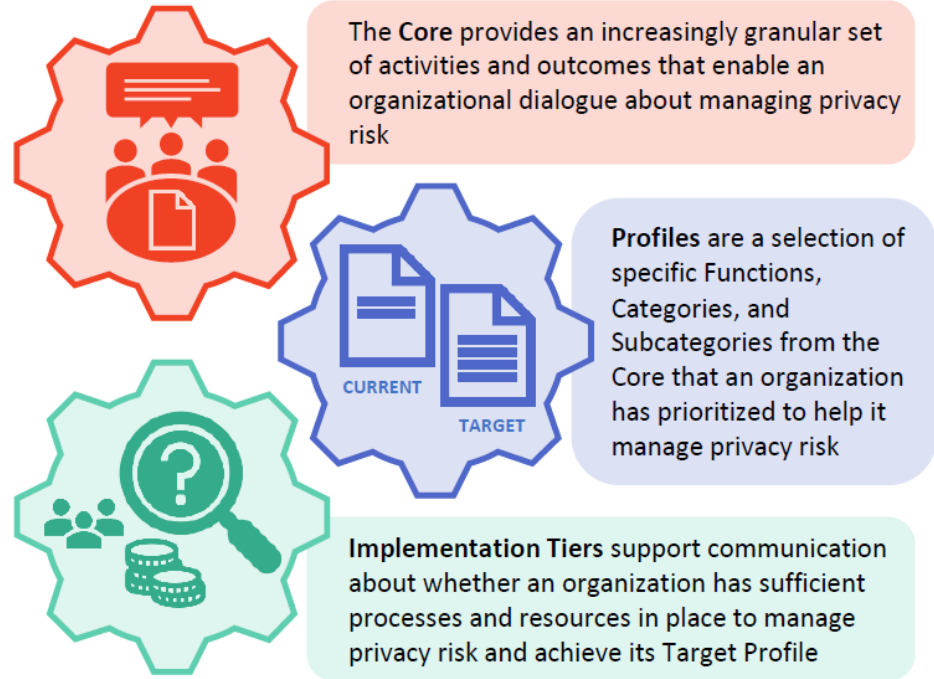 The Core provides an increasingly granular set
of activities and outcomes that enable an
organizational dialogue about managing privacy
risk
Profiles are a selection of
specific Functions,
Categories, and
Subcategories from the
Core that an organization
has prioritized to help it
manage privacy risk
CURRENT
TARGET
Implementation Tiers support communication
about whether an organization has sufficient
processes and resources in place to manage
privacy risk and achieve its Target Profile